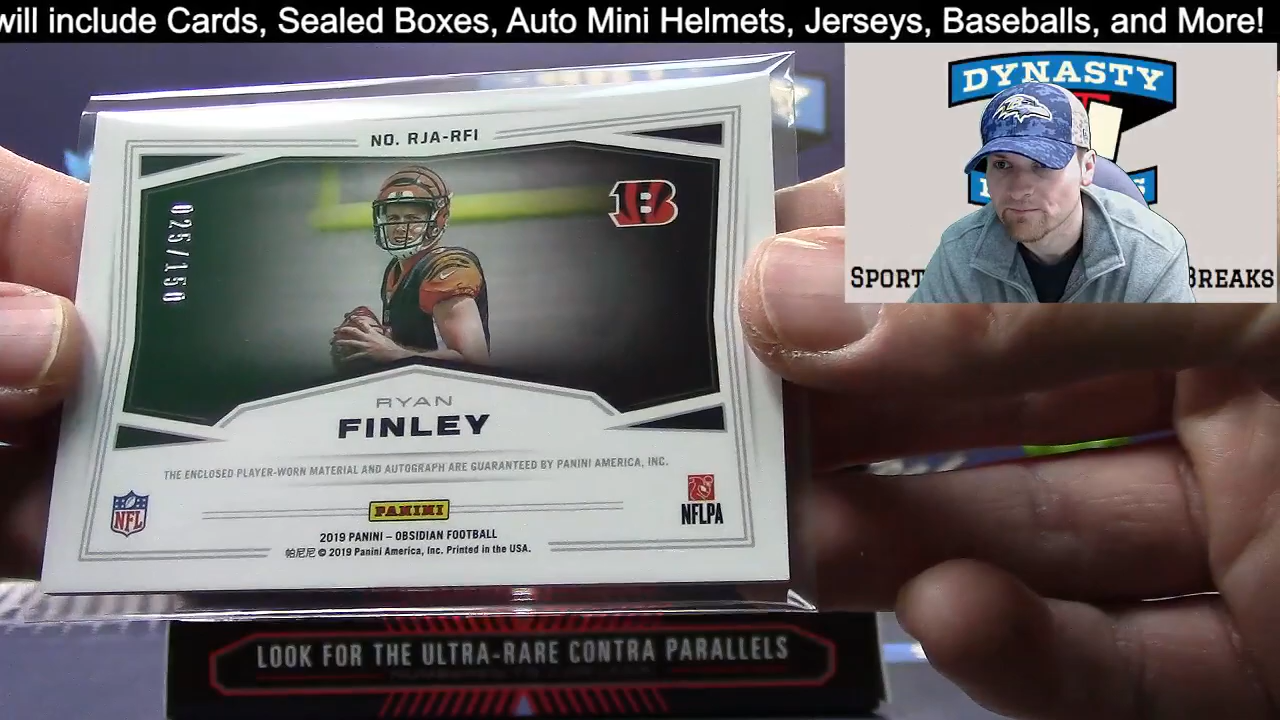 will include Cards, Sealed Boxes, Auto Mini Helmets, Jerseys, Baseballs, and More!
DYNASTY
SPORT
BREAKS
NO. RJA-RFI
B
025/150
RYAN
FINLEY
THE ENCLOSED PLAYER-WORN MATERIAL AND AUTOGRAPH ARE GUARANTEED BY PANINI AMERICA, INC.
NFL
PANINI
NFLPA
2019 PANINI – OBSIDIAN FOOTBALL
帕尼尼 © 2019 Panini America, Inc. Printed in the USA.
LOOK FOR THE ULTRA-RARE CONTRA PARALLELS